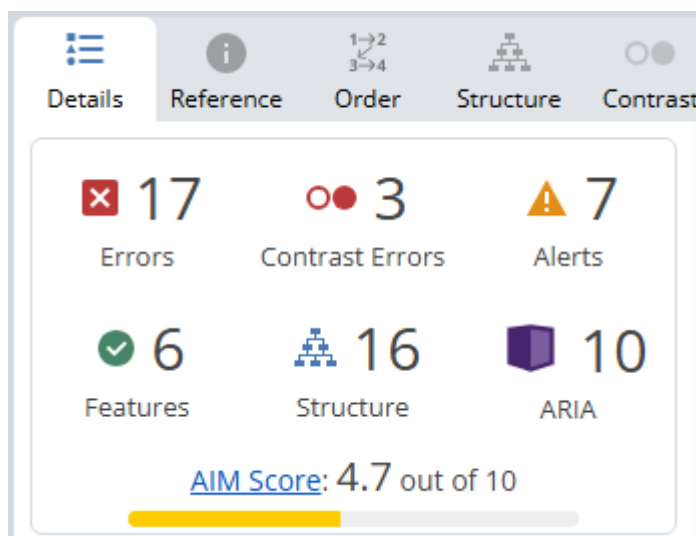 1→2
3→4
Details Reference Order Structure Contrast
17 3 7
Errors Contrast Errors Alerts
6 16 10
Features Structure ARIA
AIM Score: 4.7 out of 10